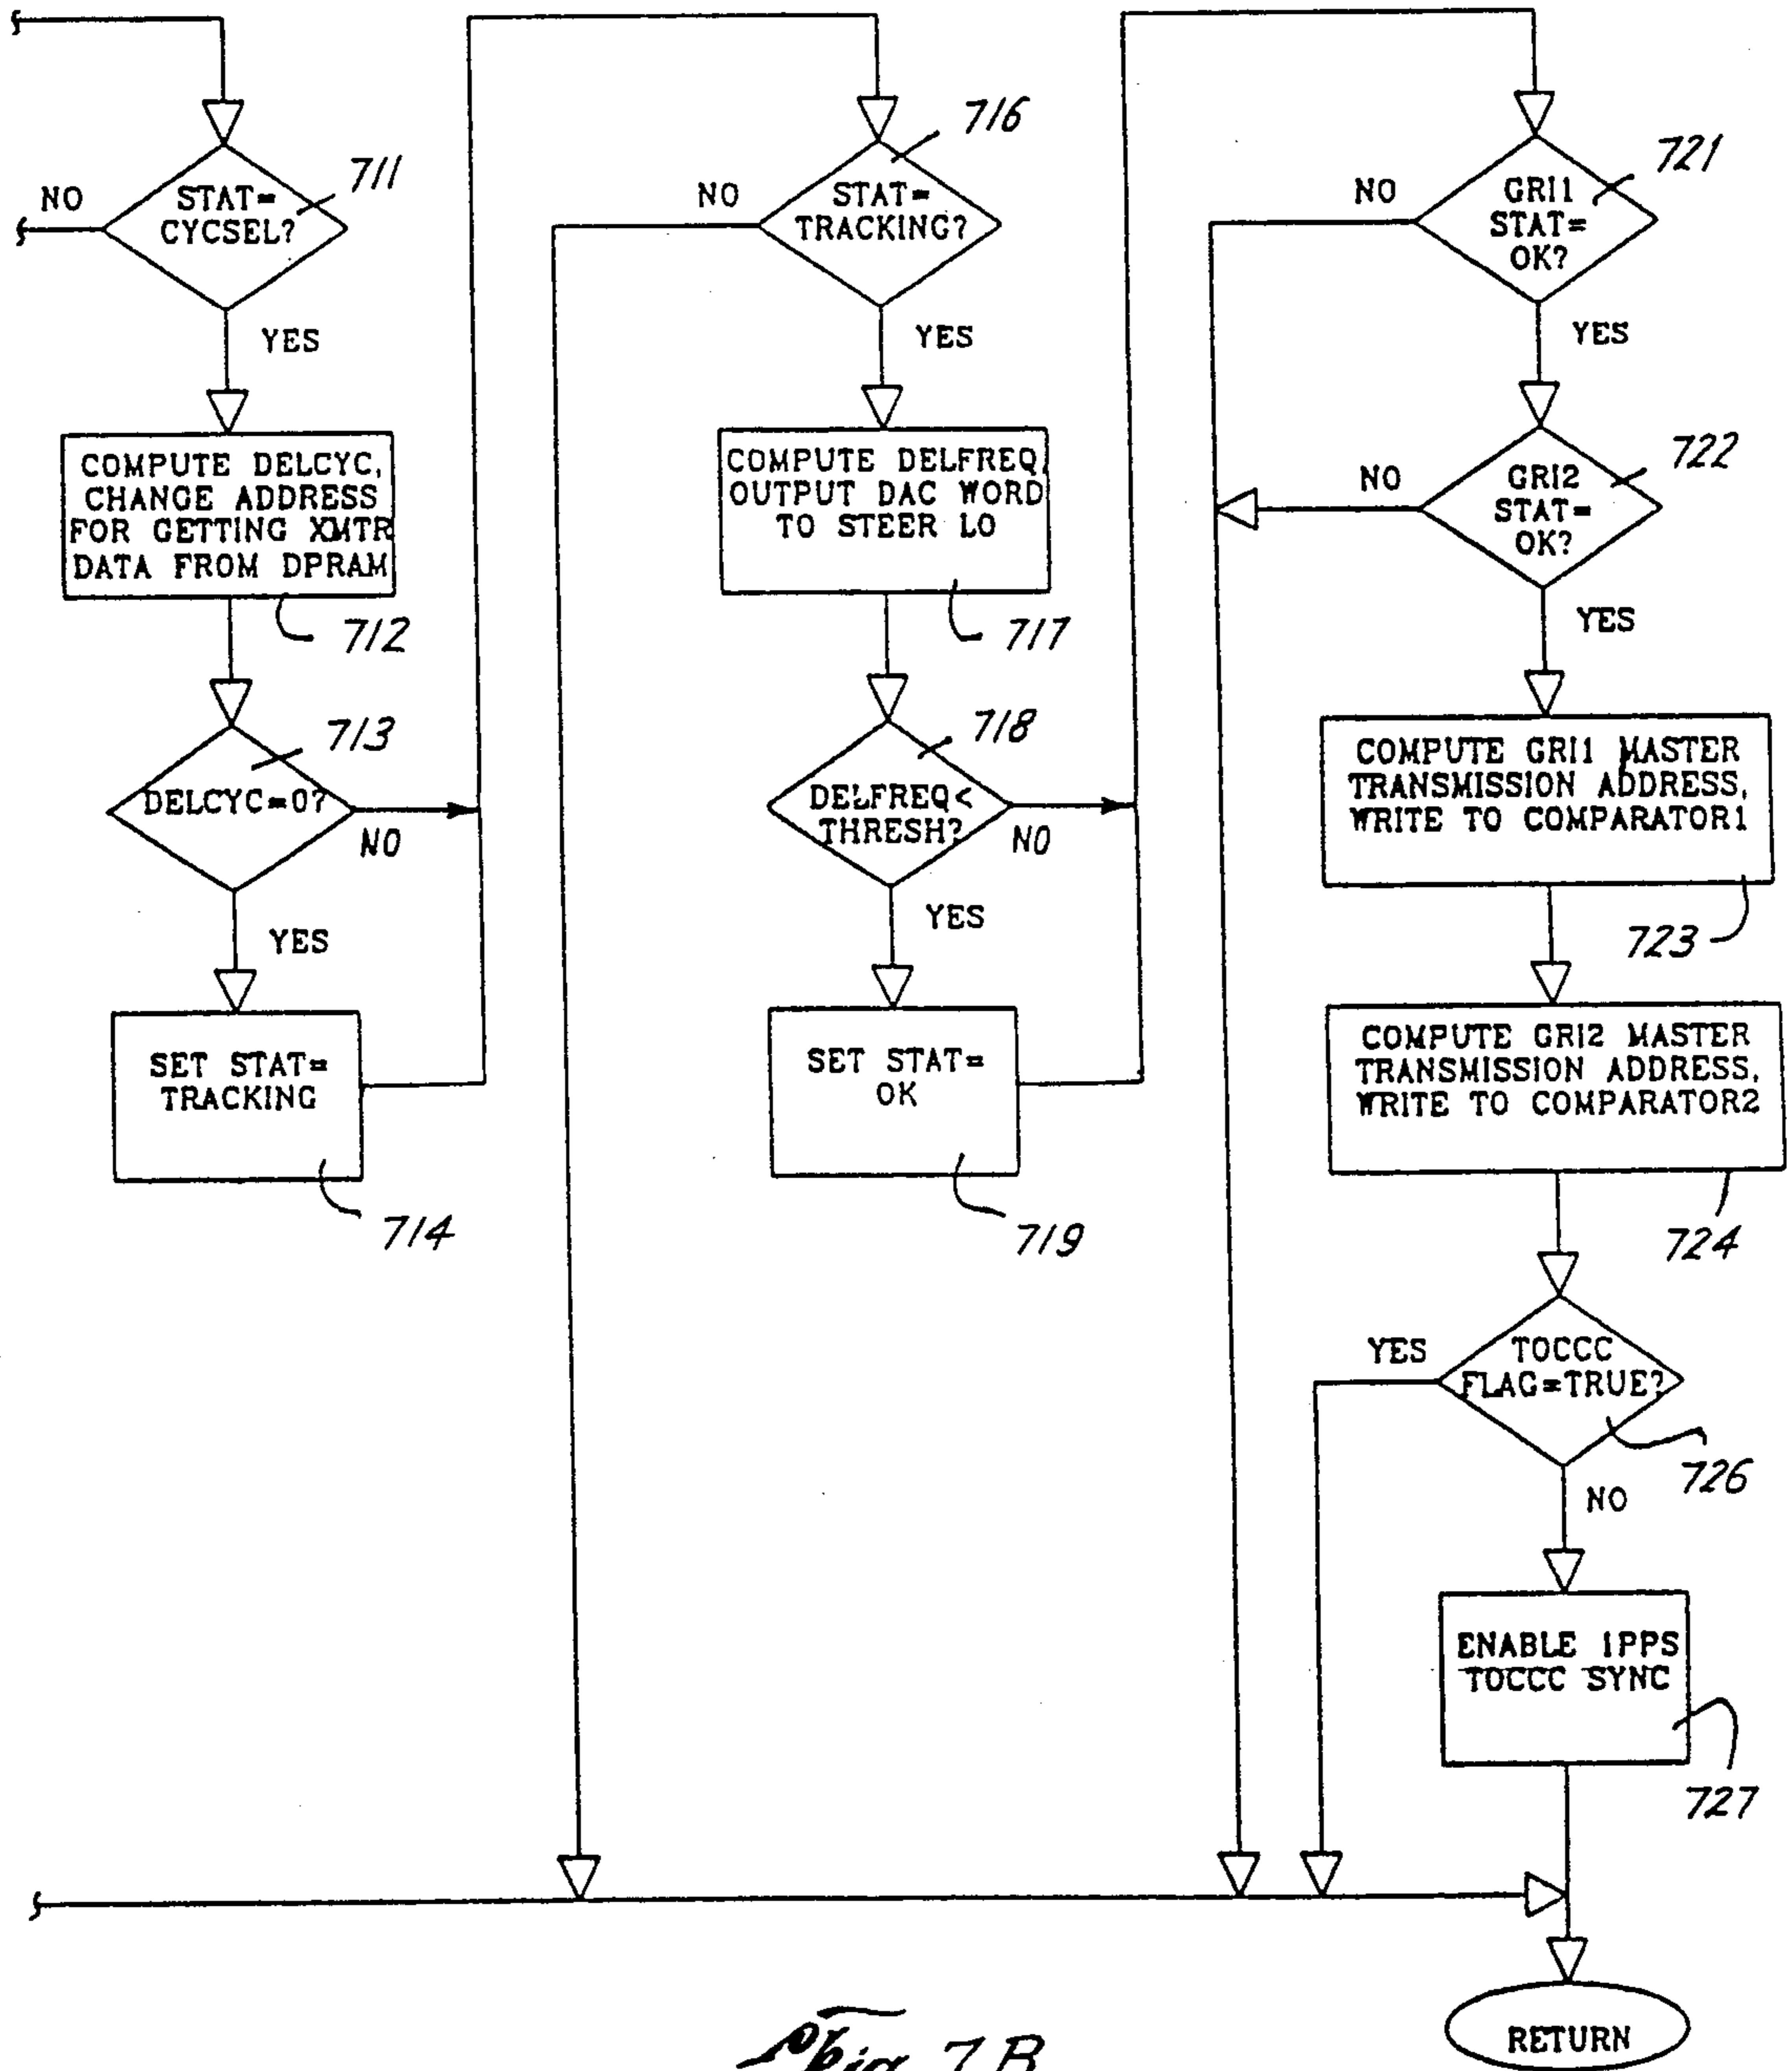 711
STAT=
CYCSEL?
NO
YES
COMPUTE DELCYC,
CHANGE ADDRESS
FOR GETTING XMTR
DATA FROM DPRAM
712
713
DELCYC=0?
NO
YES
SET STAT=
TRACKING
714
716
STAT=
TRACKING?
NO
YES
COMPUTE DELFREQ,
OUTPUT DAC WORD
TO STEER LO
717
718
DELFREQ<
THRESH?
NO
YES
SET STAT=
OK
719
721
GRI1
STAT=
OK?
NO
YES
722
GRI2
STAT=
OK?
NO
YES
COMPUTE GRI1 MASTER
TRANSMISSION ADDRESS,
WRITE TO COMPARATOR1
723
COMPUTE GRI2 MASTER
TRANSMISSION ADDRESS,
WRITE TO COMPARATOR2
724
YES
TOCCC
FLAG=TRUE?
726
NO
ENABLE 1PPS
TOCCC SYNC
727
RETURN
Fig. 7B